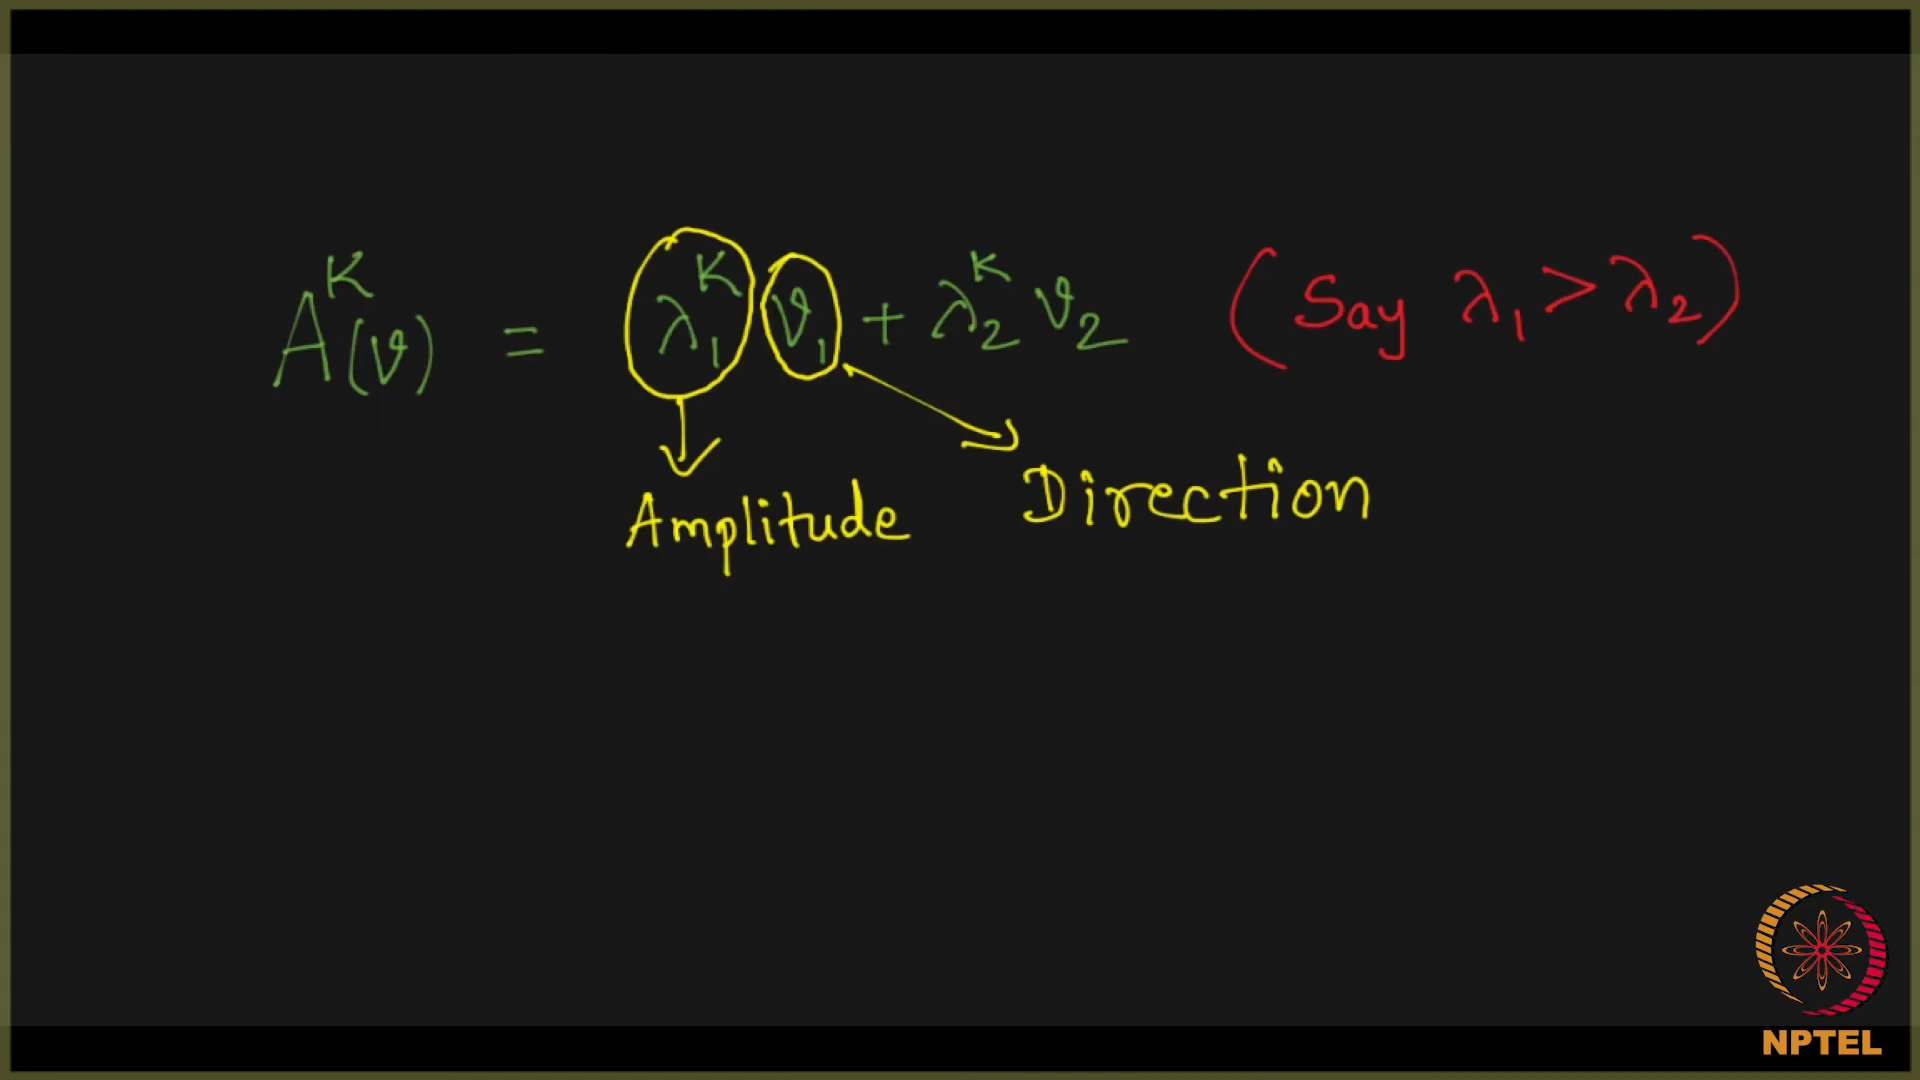 A^K(v) = λ₁^K v₁ + λ₂^K v₂ (Say λ₁ > λ₂)
Amplitude Direction
NPTEL